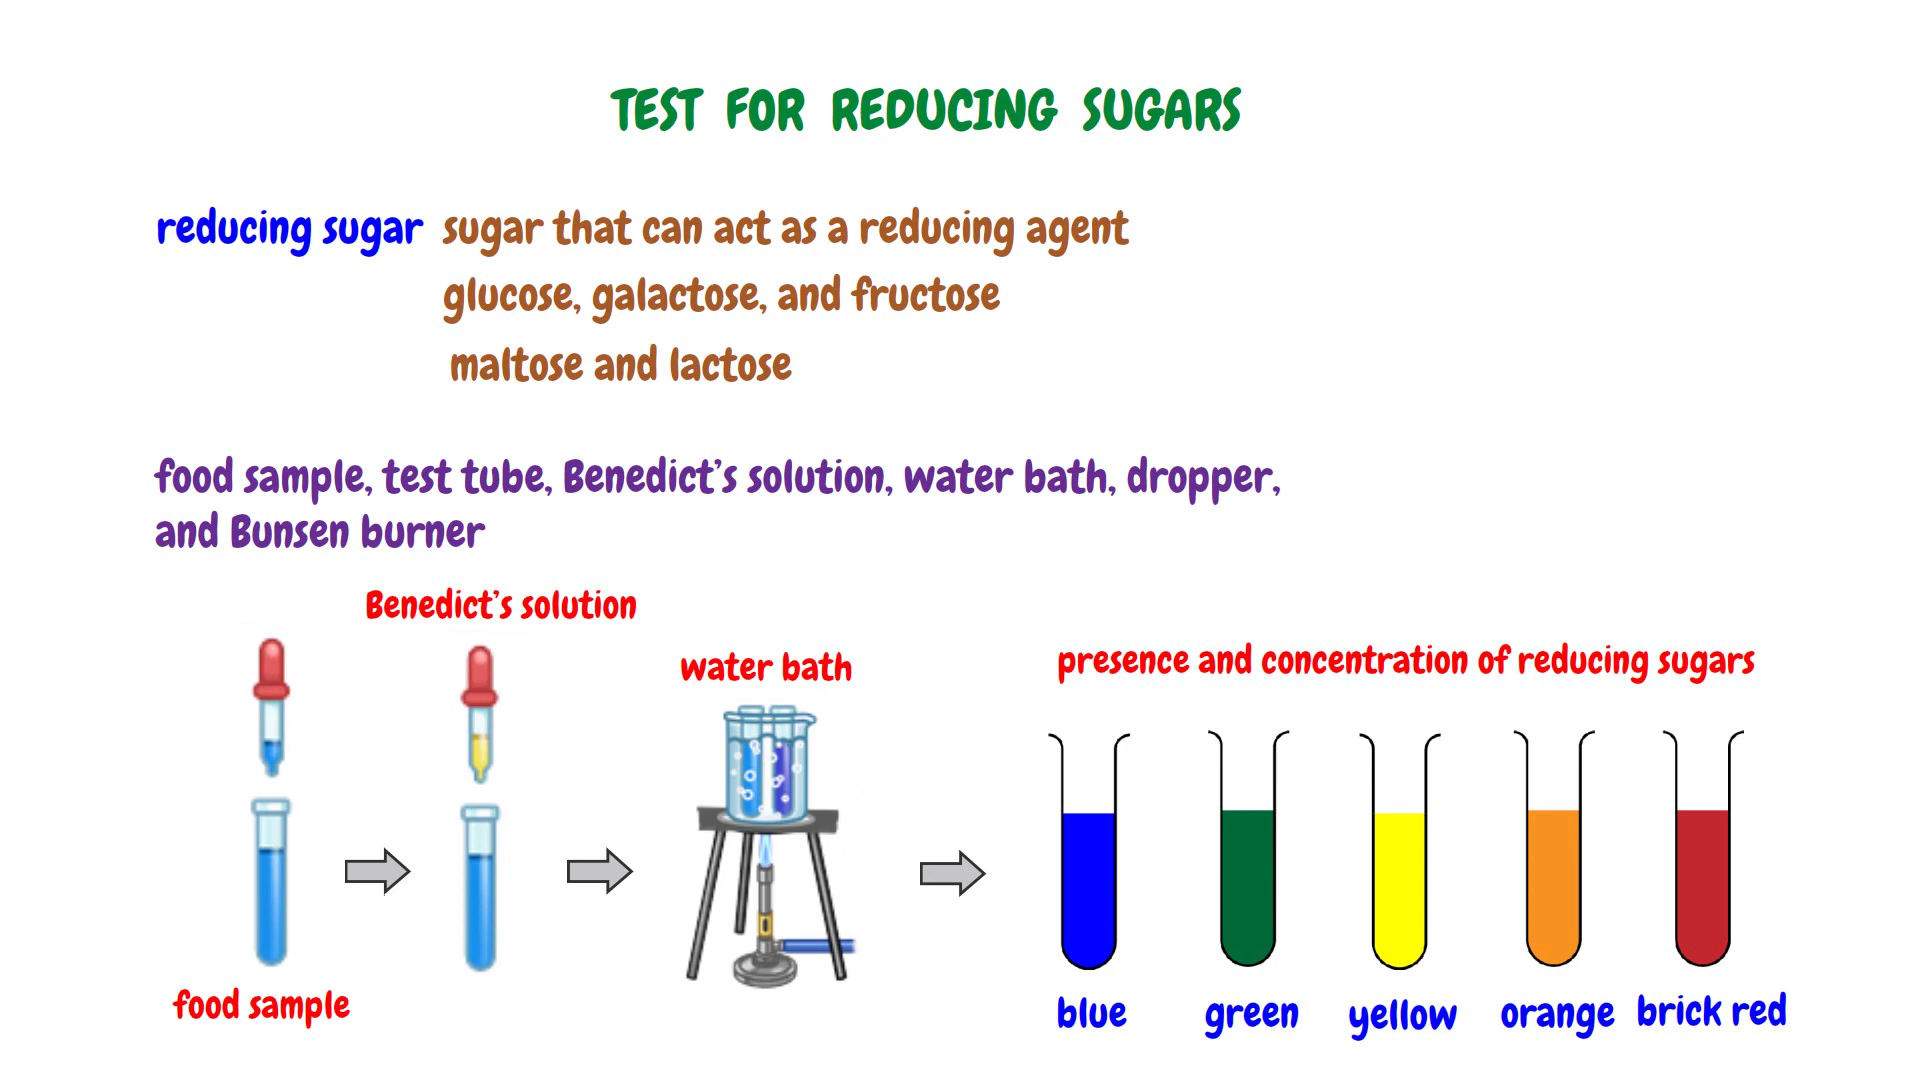 TEST FOR REDUCING SUGARS
reducing sugar sugar that can act as a reducing agent
glucose, galactose, and fructose
maltose and lactose
food sample, test tube, Benedict’s solution, water bath, dropper,
and Bunsen burner
Benedict’s solution
water bath
presence and concentration of reducing sugars
food sample
blue green yellow orange brick red